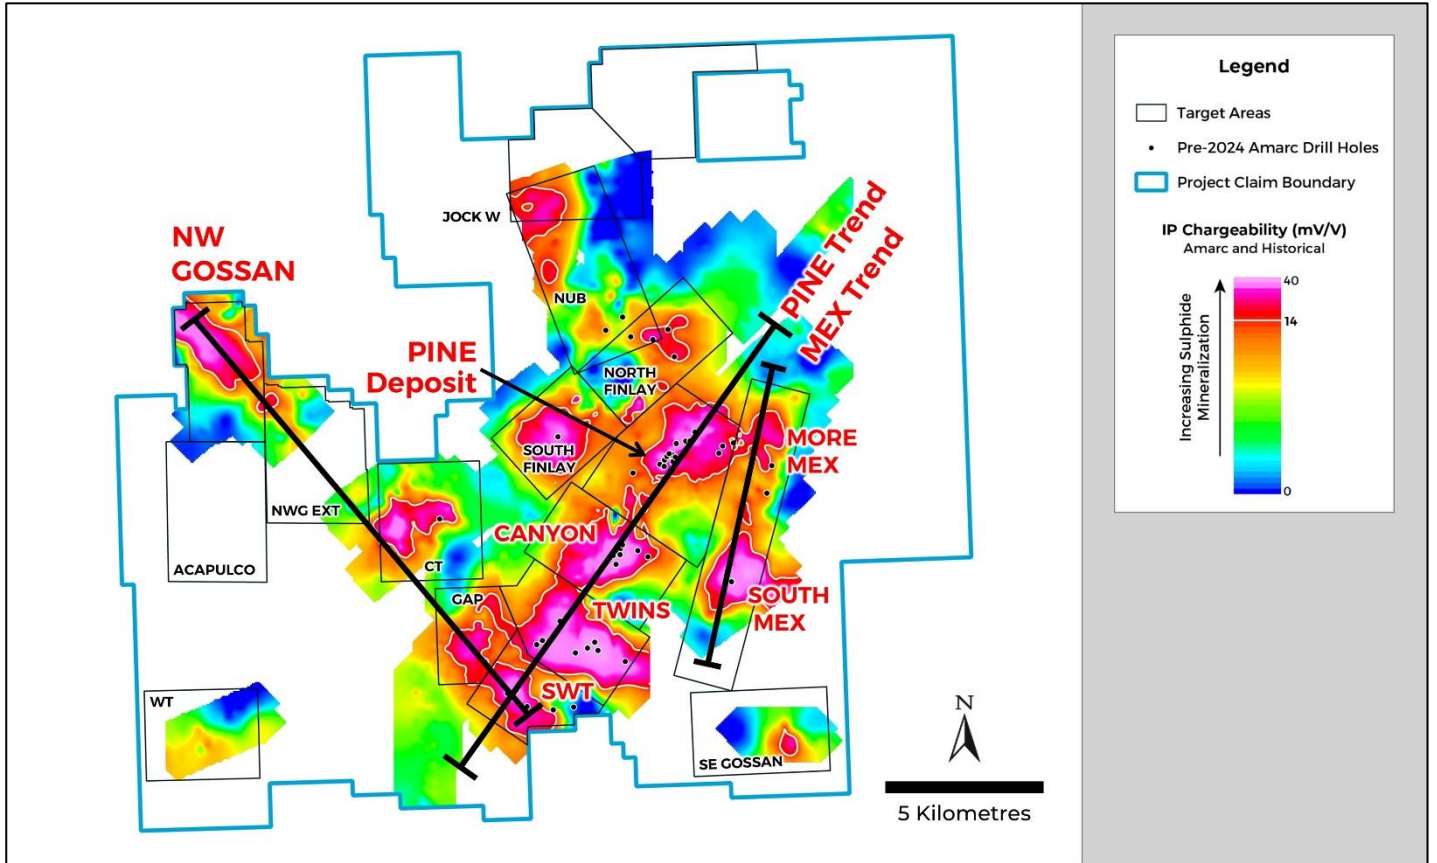 JOCK W
NW
GOSSAN
PINE Trend
MEX Trend
NUB
PINE
Deposit
NORTH
FINLAY
SOUTH
FINLAY
MORE
MEX
NWG EXT
CANYON
ACAPULCO
CT
GAP
TWINS
SOUTH
MEX
SWT
WT
SE GOSSAN
N
5 Kilometres
Legend
Target Areas
Pre-2024 Amarc Drill Holes
Project Claim Boundary
IP Chargeability (mV/V)
Amarc and Historical
Increasing Sulphide
Mineralization
40
14
0